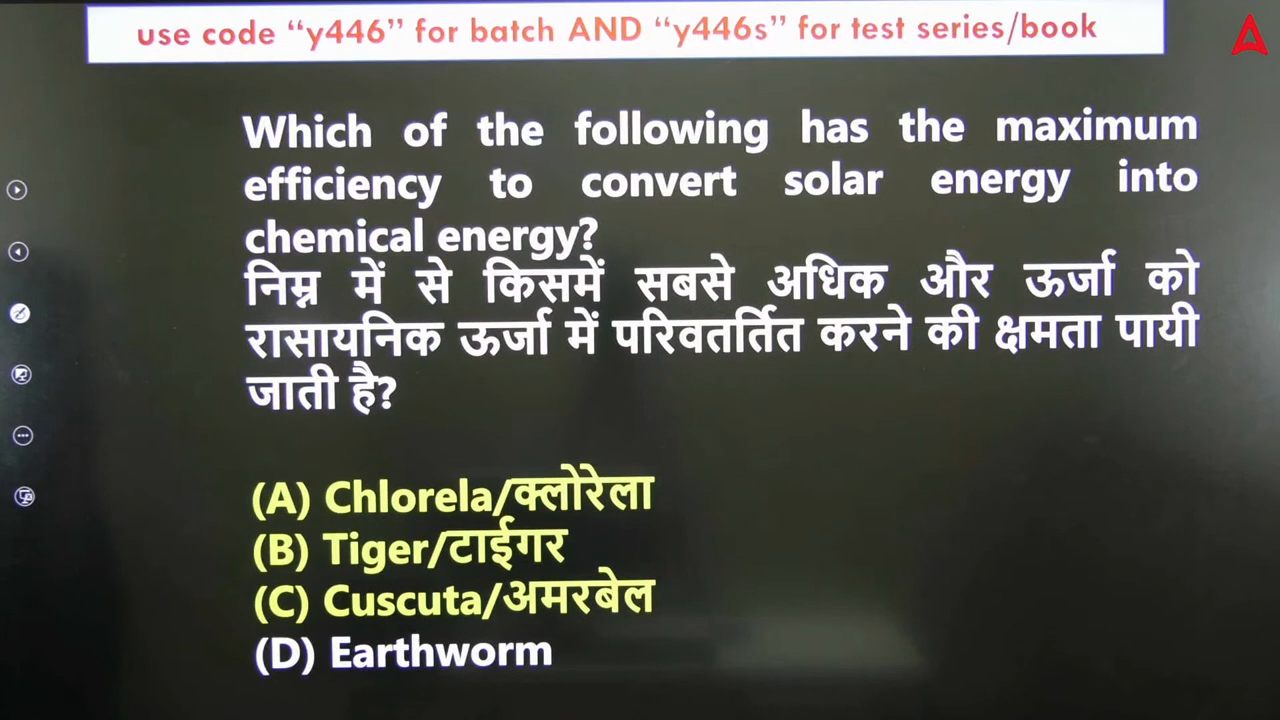 use code “y446” for batch AND “y446s” for test series/book
Which of the following has the maximum
efficiency to convert solar energy into
chemical energy?
निम्न में से किसमें सबसे अधिक और ऊर्जा को
रासायनिक ऊर्जा में परिवतर्तित करने की क्षमता पायी
जाती है?
(A) Chlorela/क्लोरेला
(B) Tiger/टाईगर
(C) Cuscuta/अमरबेल
(D) Earthworm